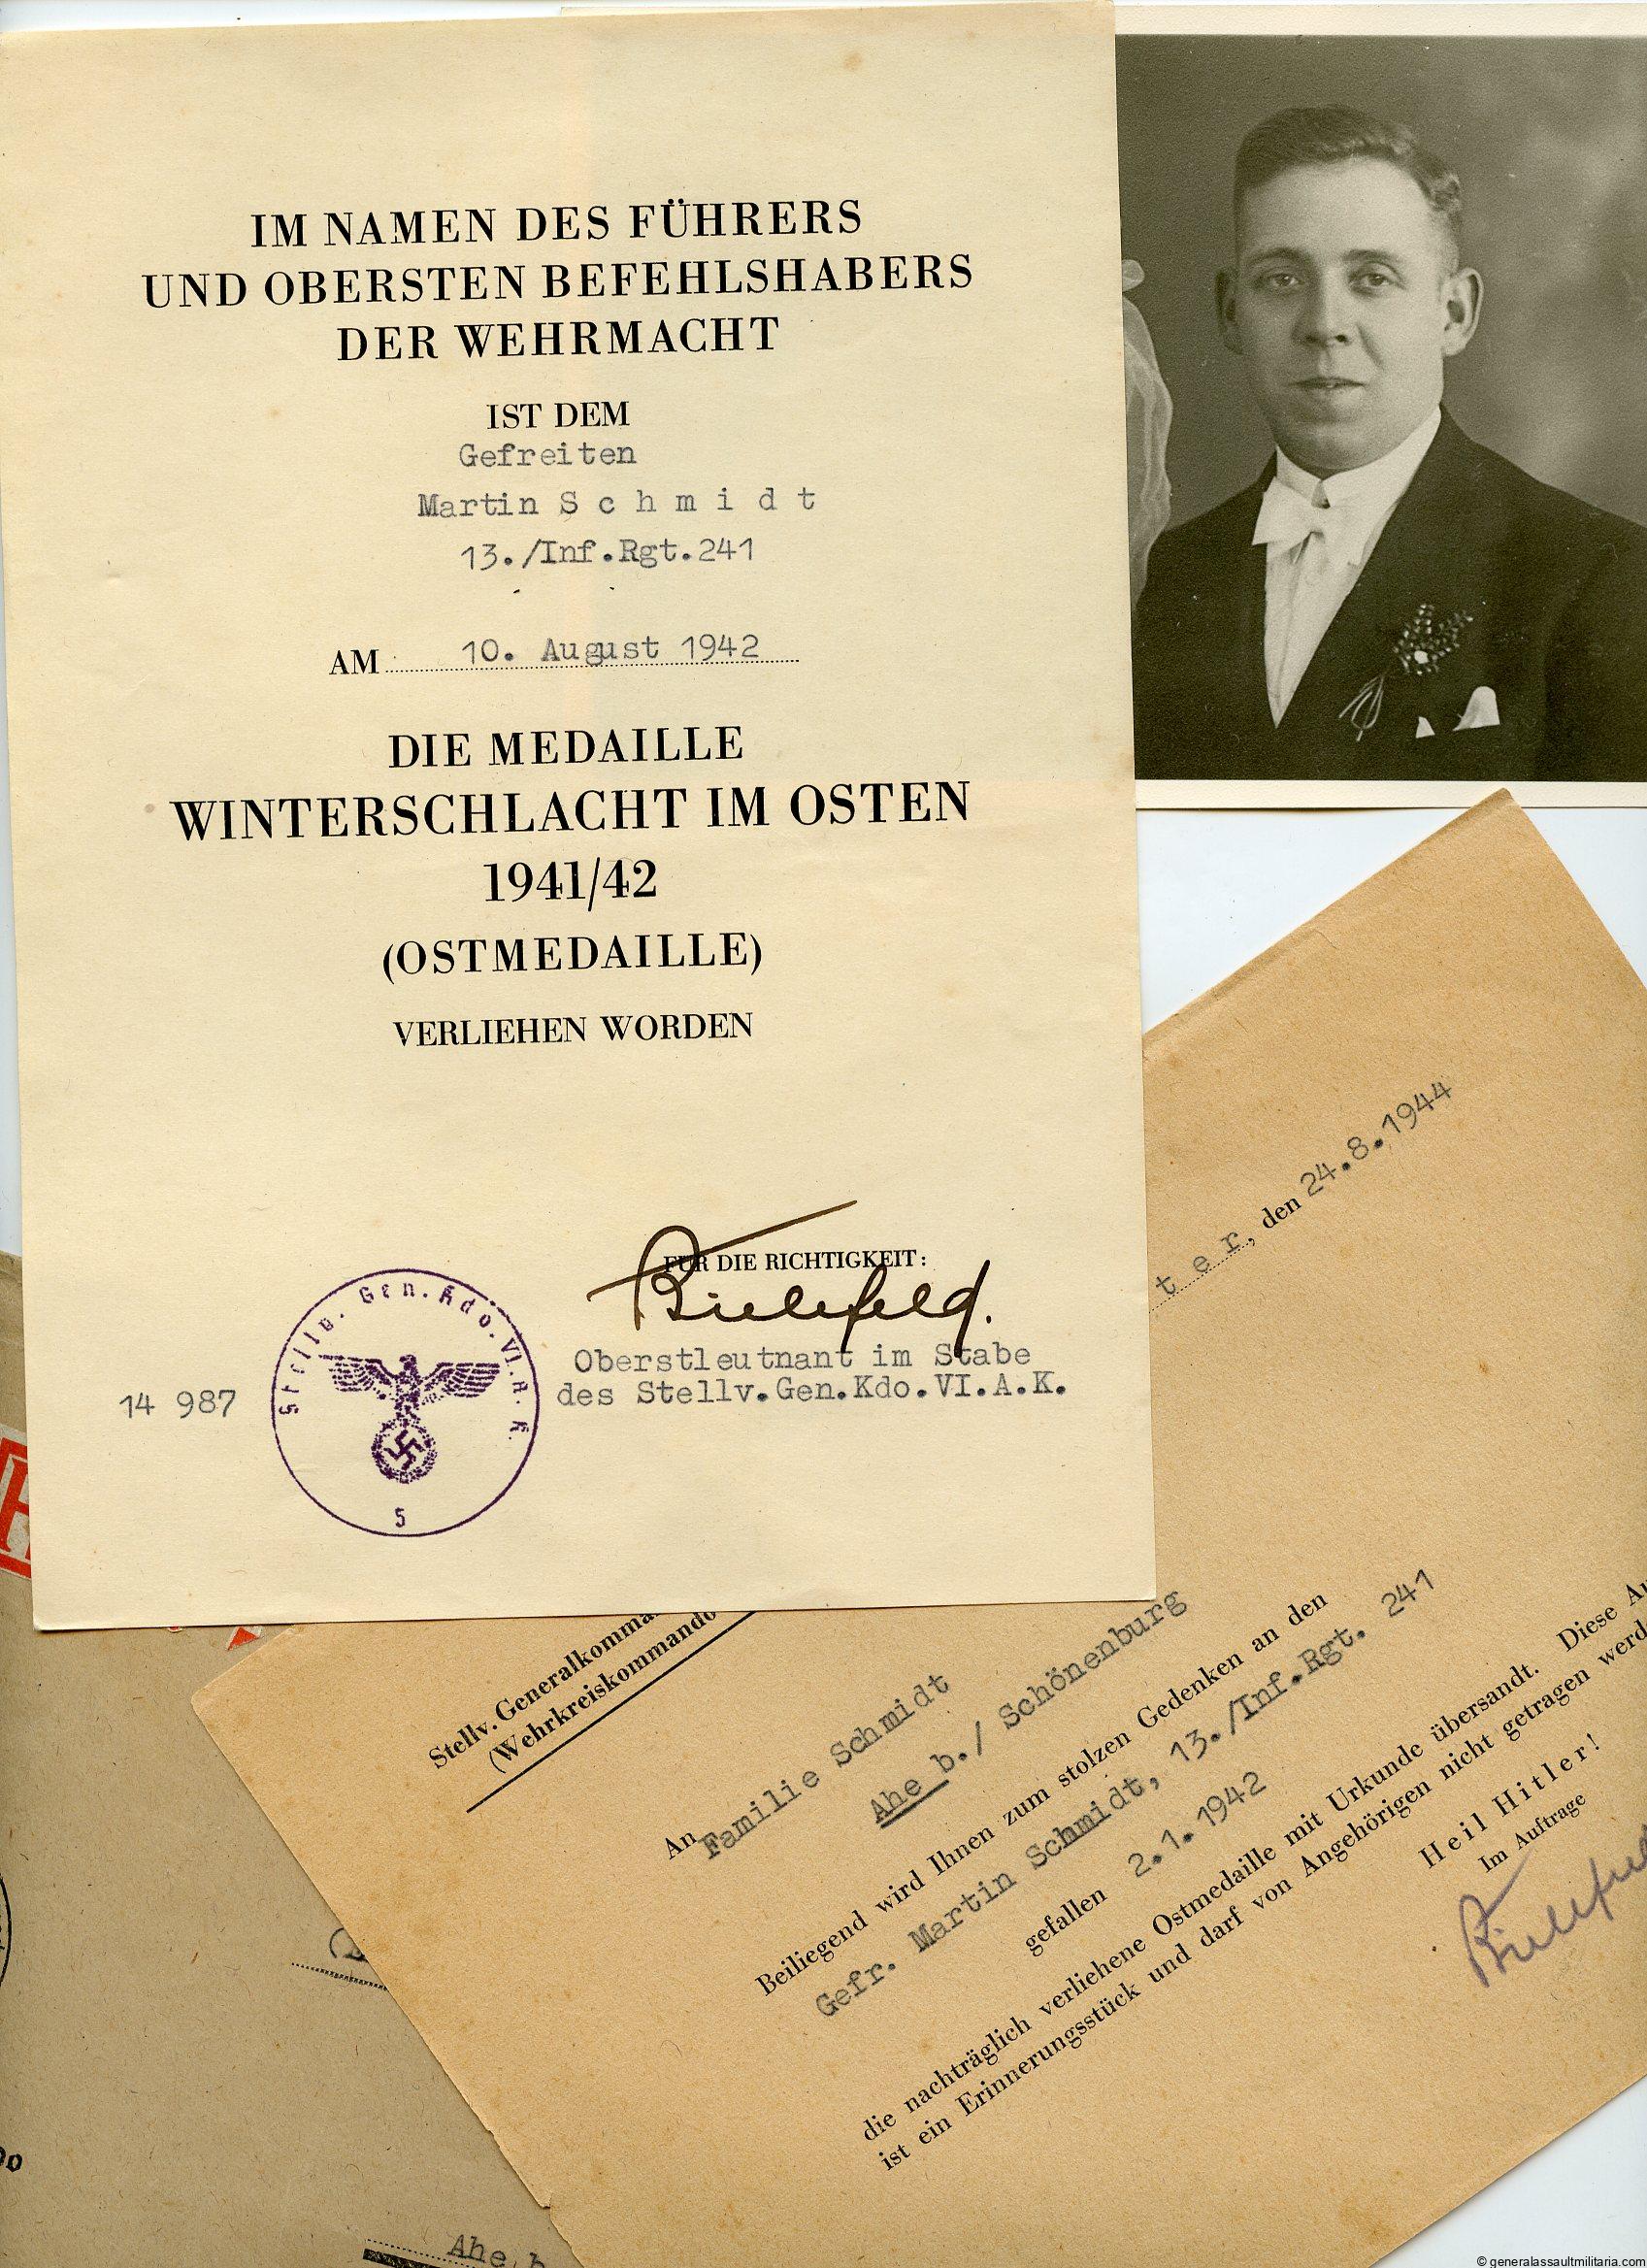 IM NAMEN DES FÜHRERS
UND OBERSTEN BEFEHLSHABERS
DER WEHRMACHT
IST DEM
Gefreiten
Martin S c h m i d t
13./Inf.Rgt.241
AM 10. August 1942
DIE MEDAILLE
WINTERSCHLACHT IM OSTEN
1941/42
(OSTMEDAILLE)
VERLIEHEN WORDEN
FÜR DIE RICHTIGKEIT:
Bielefeld.
Oberstleutnant im Stabe
des Stellv.Gen.Kdo.VI.A.K.
14 987
Stellv. Gen. Kdo. VI. A. K.
5
t e r, den 24.8.1944
Stellv. Generalkomma
(Wehrkreiskommando
An Familie Schmidt
Ahe b./ Schönenburg
Beiliegend wird Ihnen zum stolzen Gedenken an den
Gefr. Martin Schmidt, 13./Inf.Rgt. 241
gefallen 2.1.1942
die nachträglich verliehene Ostmedaille mit Urkunde übersandt. Diese Au
ist ein Erinnerungsstück und darf von Angehörigen nicht getragen werd
Heil Hitler!
Im Auftrage
Bielefeld
Ahe b
© generalassaultmilitaria.com